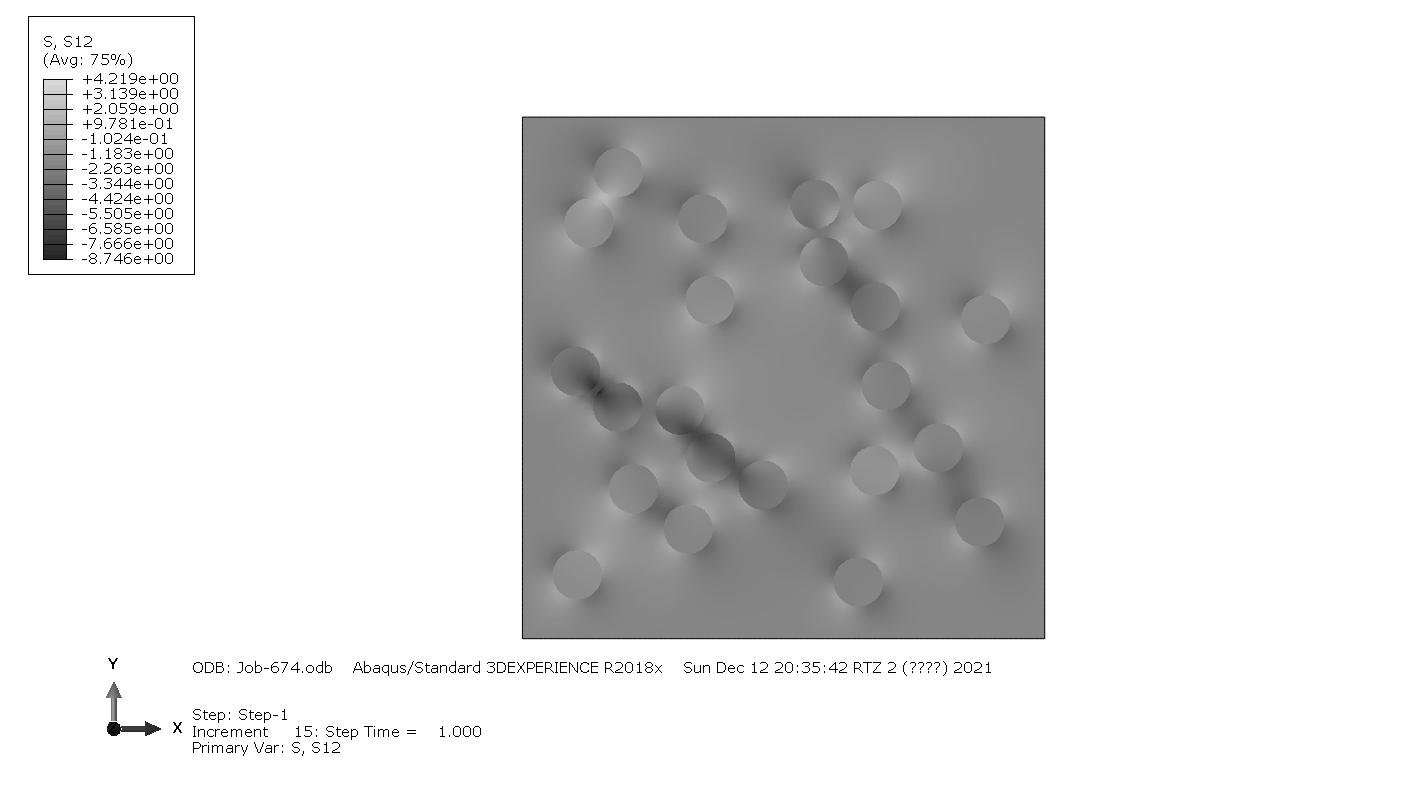 S, S12
(Avg: 75%)
+4.219e+00
+3.139e+00
+2.059e+00
+9.781e-01
-1.024e-01
-1.183e+00
-2.263e+00
-3.344e+00
-4.424e+00
-5.505e+00
-6.585e+00
-7.666e+00
-8.746e+00
Y
X
ODB: Job-674.odb    Abaqus/Standard 3DEXPERIENCE R2018x    Sun Dec 12 20:35:42 RTZ 2 (????) 2021
Step: Step-1
Increment     15: Step Time =    1.000
Primary Var: S, S12